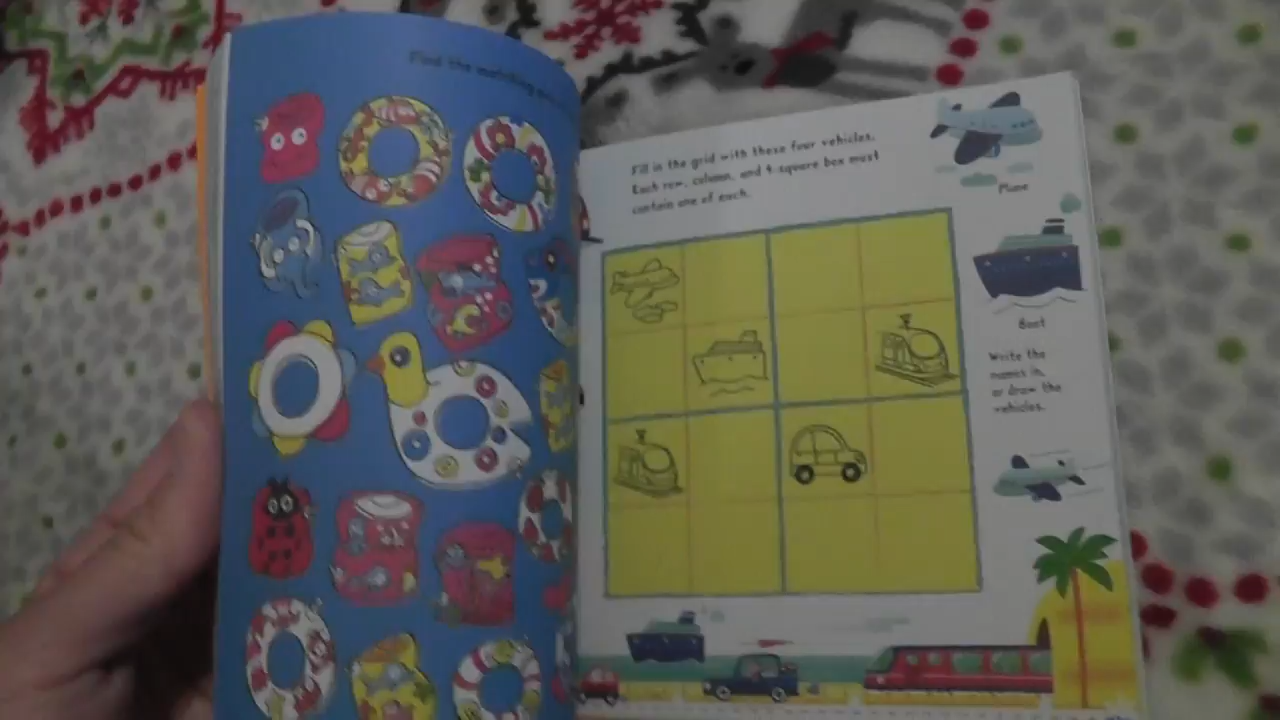 Find the matching
Fill in the grid with these four vehicles.
Each row, column, and 4-square box must
contain one of each.
Plane
Boat
Write the
names in,
or draw the
vehicles.